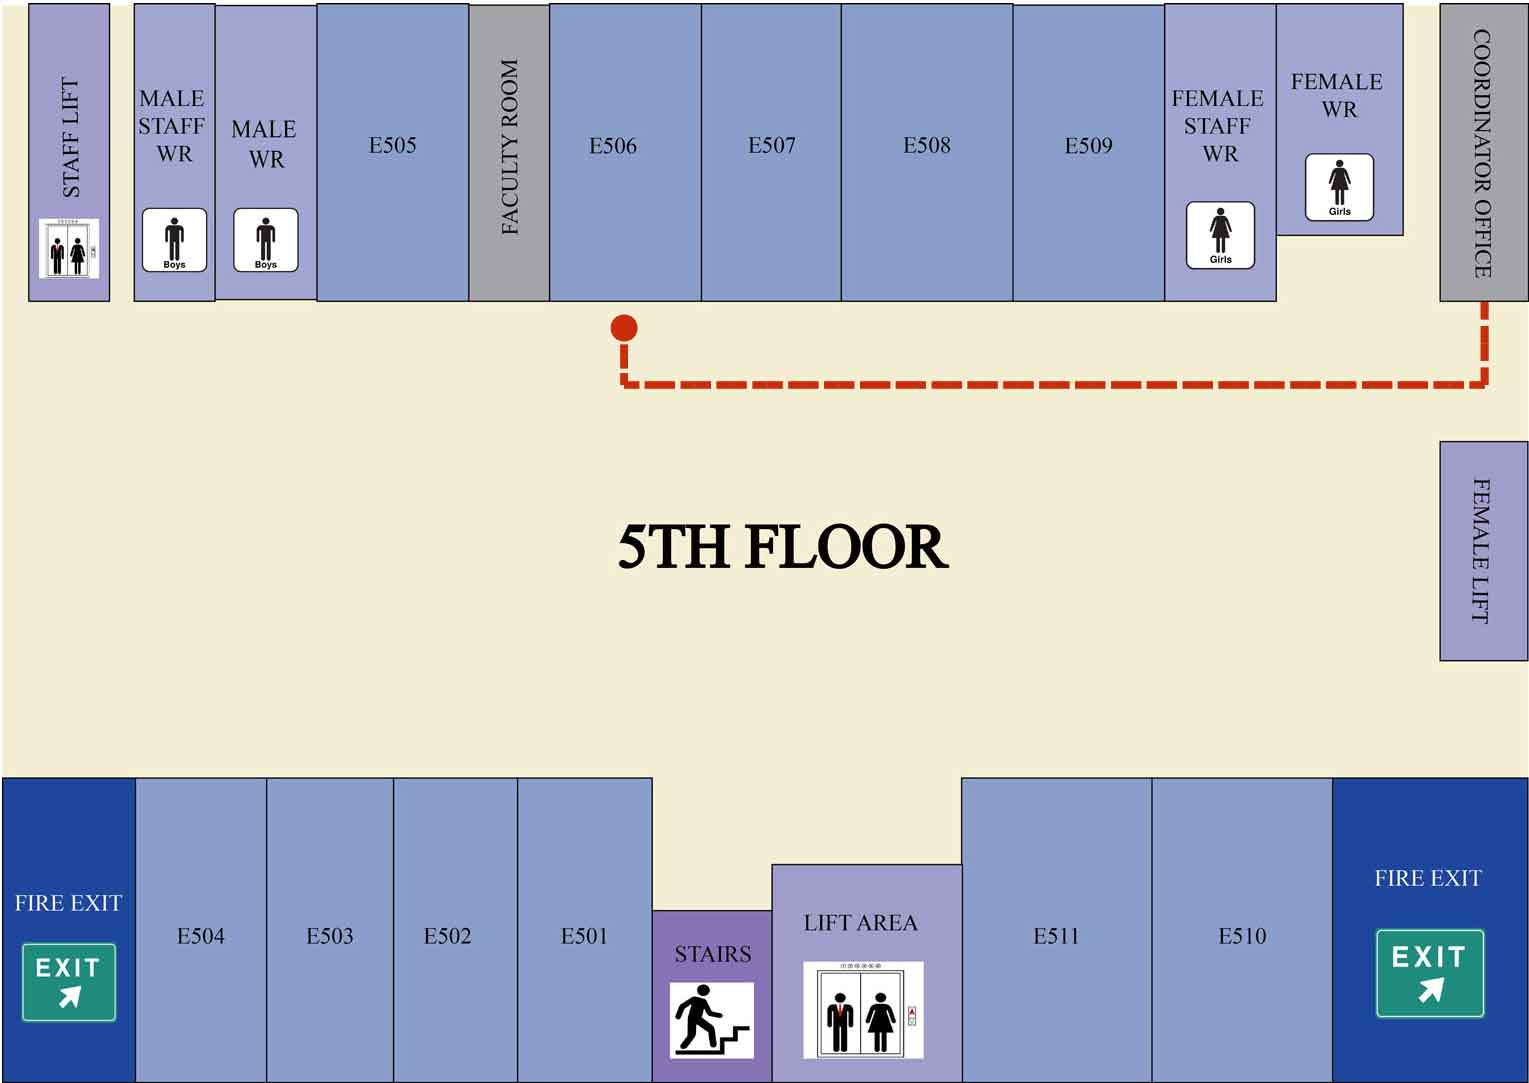 STAFF LIFT
MALE
STAFF
WR
Boys
MALE
WR
Boys
E505
FACULTY ROOM
E506
E507
E508
E509
FEMALE
STAFF
WR
Girls
FEMALE
WR
Girls
COORDINATOR OFFICE
5TH FLOOR
FEMALE LIFT
FIRE EXIT
EXIT
E504
E503
E502
E501
STAIRS
LIFT AREA
E511
E510
FIRE EXIT
EXIT